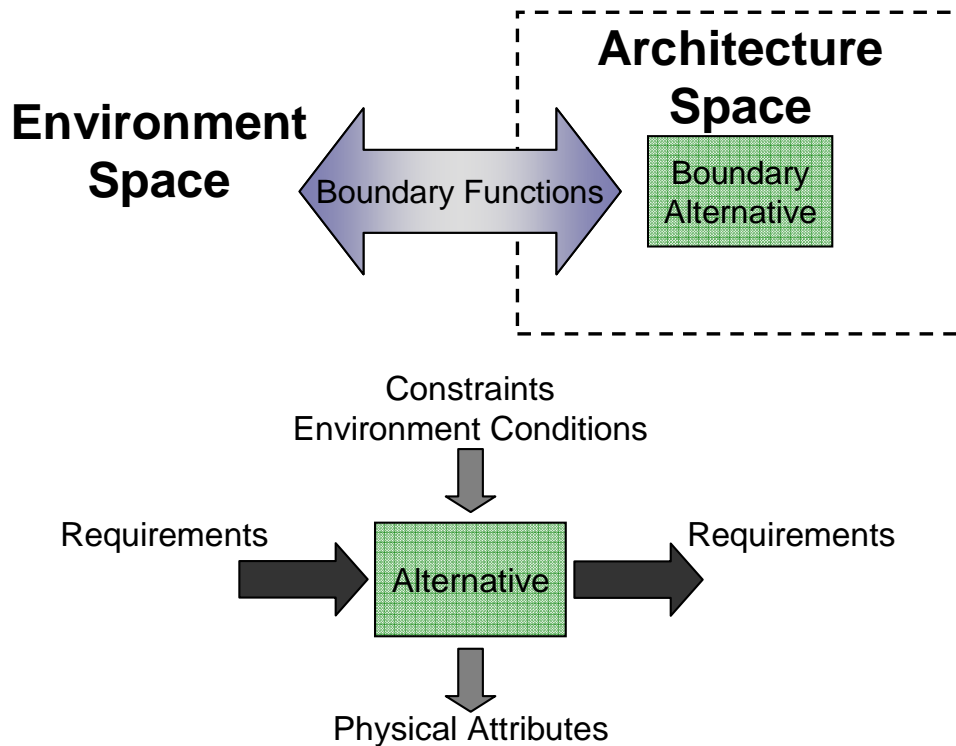 Environment
Space
Boundary Functions
Architecture
Space
Boundary
Alternative
Constraints
Environment Conditions
Requirements
Alternative
Requirements
Physical Attributes